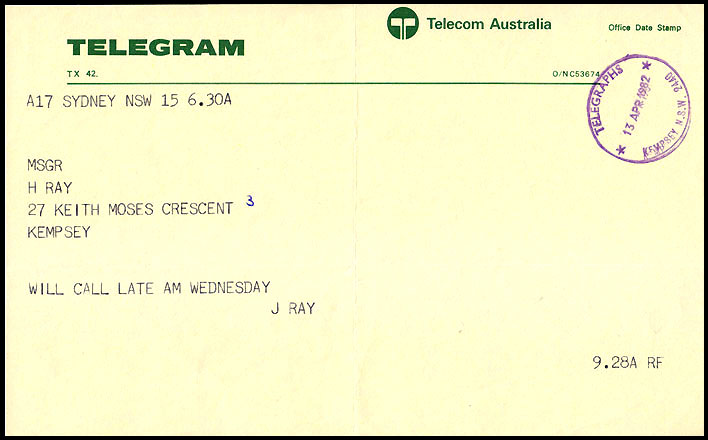 Telecom Australia
Office Date Stamp
TELEGRAM
TX 42.
O/NC53674
TELEGRAPHS
13 APR 1982
KEMPSEY N.S.W. 2440
A17 SYDNEY NSW 15 6.30A
MSGR
H RAY
27 KEITH MOSES CRESCENT 3
KEMPSEY
WILL CALL LATE AM WEDNESDAY
J RAY
9.28A RF